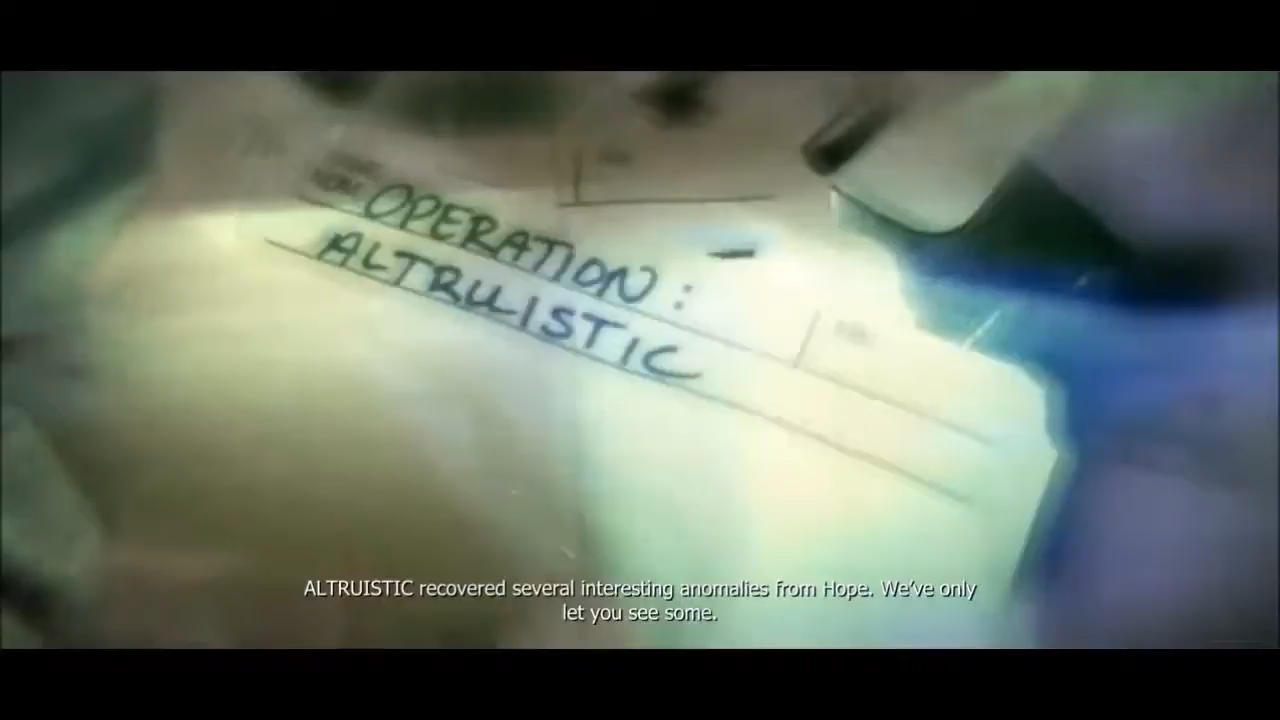 OPERATION:
ALTRUISTIC
ALTRUISTIC recovered several interesting anomalies from Hope. We've only
let you see some.